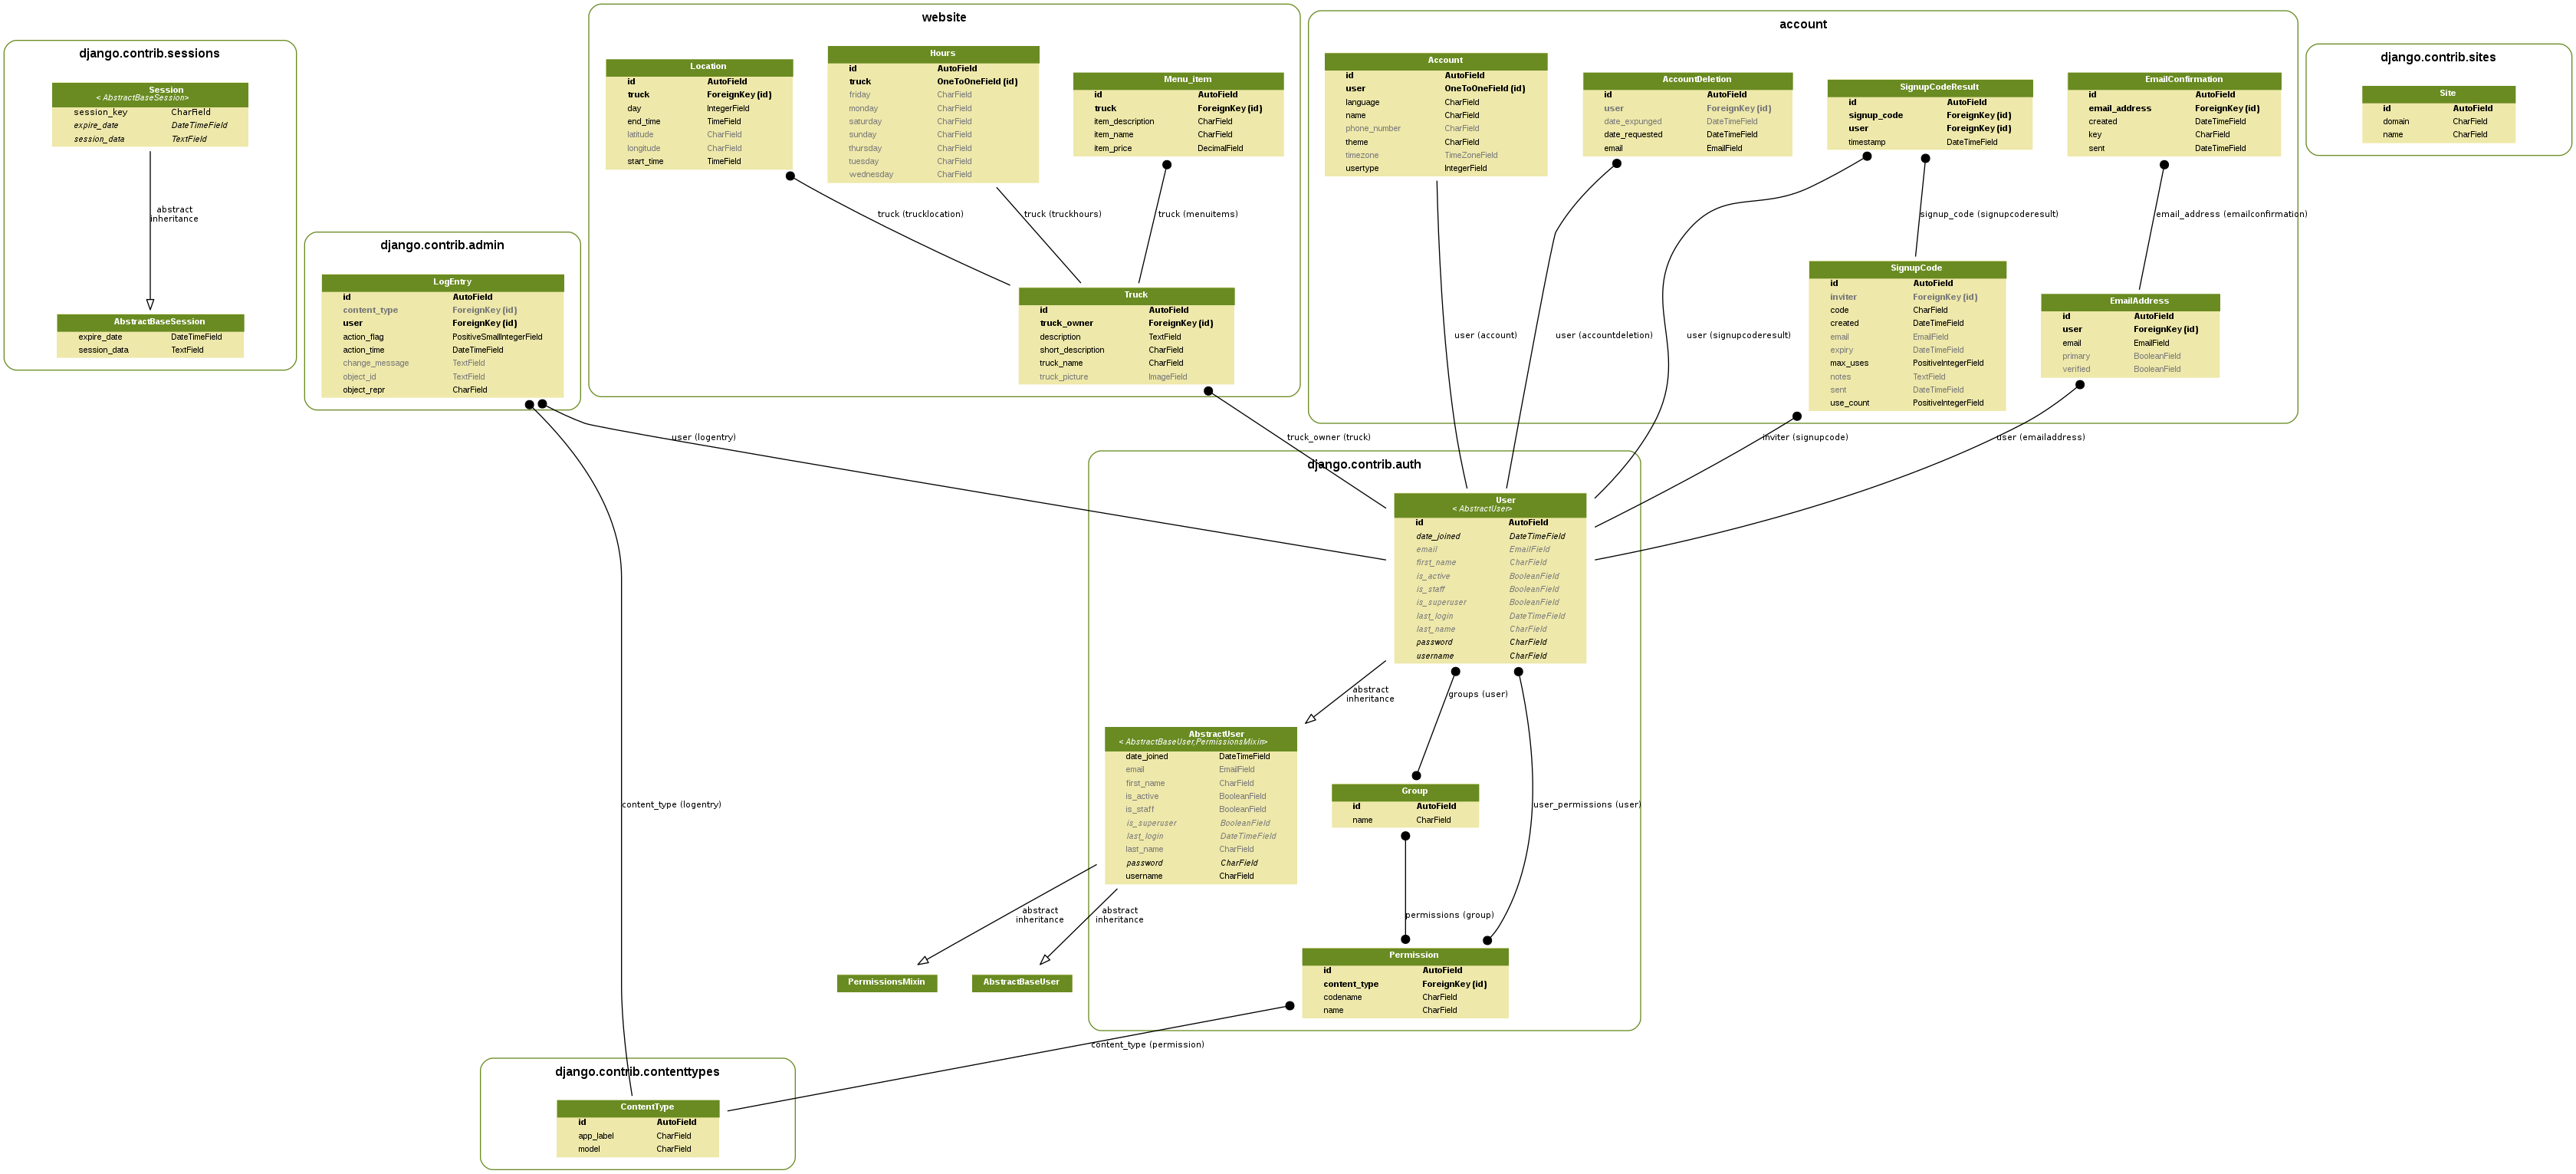 django.contrib.sessions
Session
< AbstractBaseSession>
session_key CharField
expire_date DateTimeField
session_data TextField
abstract
inheritance
AbstractBaseSession
expire_date DateTimeField
session_data TextField
django.contrib.admin
LogEntry
id AutoField
content_type ForeignKey (id)
user ForeignKey (id)
action_flag PositiveSmallIntegerField
action_time DateTimeField
change_message TextField
object_id TextField
object_repr CharField
website
Location
id AutoField
truck ForeignKey (id)
day IntegerField
end_time TimeField
latitude CharField
longitude CharField
start_time TimeField
Hours
id AutoField
truck OneToOneField (id)
friday CharField
monday CharField
saturday CharField
sunday CharField
thursday CharField
tuesday CharField
wednesday CharField
Menu_item
id AutoField
truck ForeignKey (id)
item_description CharField
item_name CharField
item_price DecimalField
truck (trucklocation)
truck (truckhours)
truck (menuitems)
Truck
id AutoField
truck_owner ForeignKey (id)
description TextField
short_description CharField
truck_name CharField
truck_picture ImageField
account
Account
id AutoField
user OneToOneField (id)
language CharField
name CharField
phone_number CharField
theme CharField
timezone TimeZoneField
usertype IntegerField
AccountDeletion
id AutoField
user ForeignKey (id)
date_expunged DateTimeField
date_requested DateTimeField
email EmailField
SignupCodeResult
id AutoField
signup_code ForeignKey (id)
user ForeignKey (id)
timestamp DateTimeField
EmailConfirmation
id AutoField
email_address ForeignKey (id)
created DateTimeField
key CharField
sent DateTimeField
signup_code (signupcoderesult)
email_address (emailconfirmation)
SignupCode
id AutoField
inviter ForeignKey (id)
code CharField
created DateTimeField
email EmailField
expiry DateTimeField
max_uses PositiveIntegerField
notes TextField
sent DateTimeField
use_count PositiveIntegerField
EmailAddress
id AutoField
user ForeignKey (id)
email EmailField
primary BooleanField
verified BooleanField
user (account)
user (accountdeletion)
user (signupcoderesult)
django.contrib.sites
Site
id AutoField
domain CharField
name CharField
user (logentry)
truck_owner (truck)
inviter (signupcode)
user (emailaddress)
django.contrib.auth
User
< AbstractUser>
id AutoField
date_joined DateTimeField
email EmailField
first_name CharField
is_active BooleanField
is_staff BooleanField
is_superuser BooleanField
last_login DateTimeField
last_name CharField
password CharField
username CharField
abstract
inheritance
groups (user)
AbstractUser
< AbstractBaseUser,PermissionsMixin>
date_joined DateTimeField
email EmailField
first_name CharField
is_active BooleanField
is_staff BooleanField
is_superuser BooleanField
last_login DateTimeField
last_name CharField
password CharField
username CharField
Group
id AutoField
name CharField
content_type (logentry)
user_permissions (user)
abstract
inheritance
abstract
inheritance
permissions (group)
PermissionsMixin
AbstractBaseUser
Permission
id AutoField
content_type ForeignKey (id)
codename CharField
name CharField
content_type (permission)
django.contrib.contenttypes
ContentType
id AutoField
app_label CharField
model CharField